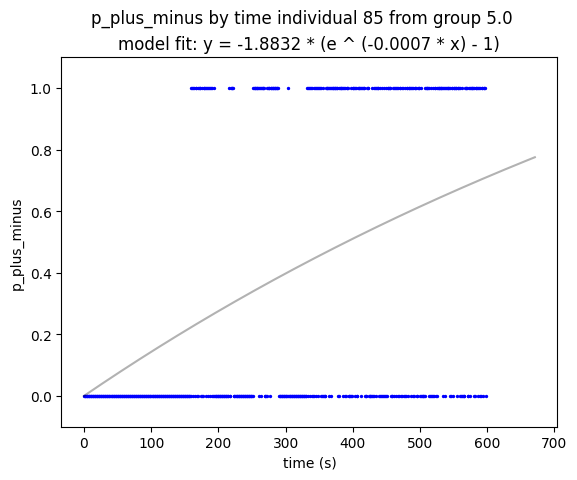 p_plus_minus by time individual 85 from group 5.0
model fit: y = -1.8832 * (e ^ (-0.0007 * x) - 1)
1.0
0.8
0.6
0.4
0.2
0.0
p_plus_minus
0 100 200 300 400 500 600 700
time (s)